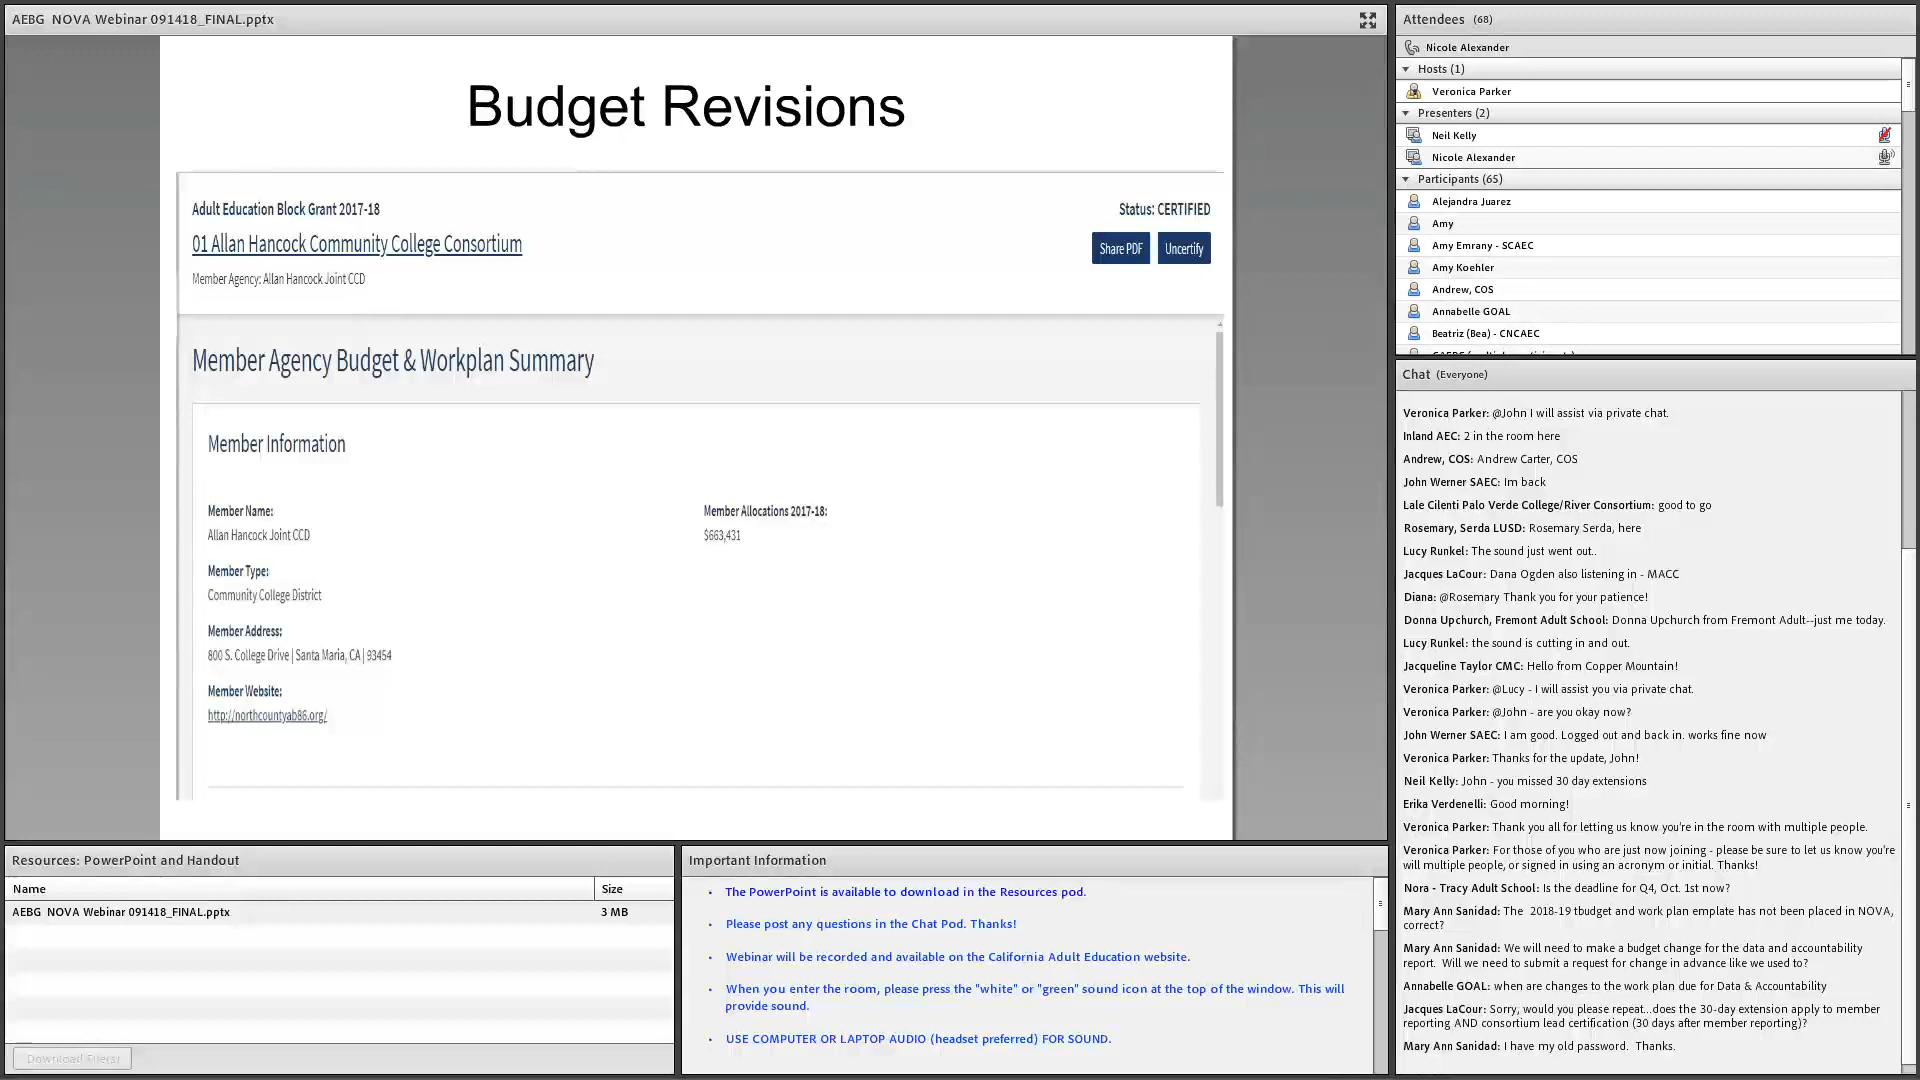 AEBG  NOVA Webinar 091418_FINAL.pptx
Budget Revisions
Adult Education Block Grant 2017-18
Status: CERTIFIED
01 Allan Hancock Community College Consortium
Share PDF
Uncertify
Member Agency: Allan Hancock Joint CCD
Member Agency Budget & Workplan Summary
Member Information
Member Name:
Member Allocations 2017-18:
Allan Hancock Joint CCD
$663,431
Member Type:
Community College District
Member Address:
800 S. College Drive | Santa Maria, CA | 93454
Member Website:
http://northcountyab86.org/
Resources: PowerPoint and Handout
Name
Size
AEBG  NOVA Webinar 091418_FINAL.pptx
3 MB
Download File(s)
Important Information
• The PowerPoint is available to download in the Resources pod.
• Please post any questions in the Chat Pod. Thanks!
• Webinar will be recorded and available on the California Adult Education website.
• When you enter the room, please press the "white" or "green" sound icon at the top of the window. This will
provide sound.
• USE COMPUTER OR LAPTOP AUDIO (headset preferred) FOR SOUND.
Attendees (68)
Nicole Alexander
Hosts (1)
Veronica Parker
Presenters (2)
Neil Kelly
Nicole Alexander
Participants (65)
Alejandra Juarez
Amy
Amy Emrany - SCAEC
Amy Koehler
Andrew, COS
Annabelle GOAL
Beatriz (Bea) - CNCAEC
Chat (Everyone)
Veronica Parker: @John I will assist via private chat.
Inland AEC: 2 in the room here
Andrew, COS: Andrew Carter, COS
John Werner SAEC: Im back
Lale Cilenti Palo Verde College/River Consortium: good to go
Rosemary, Serda LUSD: Rosemary Serda, here
Lucy Runkel: The sound just went out..
Jacques LaCour: Dana Ogden also listening in - MACC
Diana: @Rosemary Thank you for your patience!
Donna Upchurch, Fremont Adult School: Donna Upchurch from Fremont Adult--just me today.
Lucy Runkel: the sound is cutting in and out.
Jacqueline Taylor CMC: Hello from Copper Mountain!
Veronica Parker: @Lucy - I will assist you via private chat.
Veronica Parker: @John - are you okay now?
John Werner SAEC: I am good. Logged out and back in. works fine now
Veronica Parker: Thanks for the update, John!
Neil Kelly: John - you missed 30 day extensions
Erika Verdenelli: Good morning!
Veronica Parker: Thank you all for letting us know you're in the room with multiple people.
Veronica Parker: For those of you who are just now joining - please be sure to let us know you're
will multiple people, or signed in using an acronym or initial. Thanks!
Nora - Tracy Adult School: Is the deadline for Q4, Oct. 1st now?
Mary Ann Sanidad: The  2018-19 tbudget and work plan emplate has not been placed in NOVA,
correct?
Mary Ann Sanidad: We will need to make a budget change for the data and accountability
report.  Will we need to submit a request for change in advance like we used to?
Annabelle GOAL: when are changes to the work plan due for Data & Accountability
Jacques LaCour: Sorry, would you please repeat...does the 30-day extension apply to member
reporting AND consortium lead certification (30 days after member reporting)?
Mary Ann Sanidad: I have my old password.  Thanks.